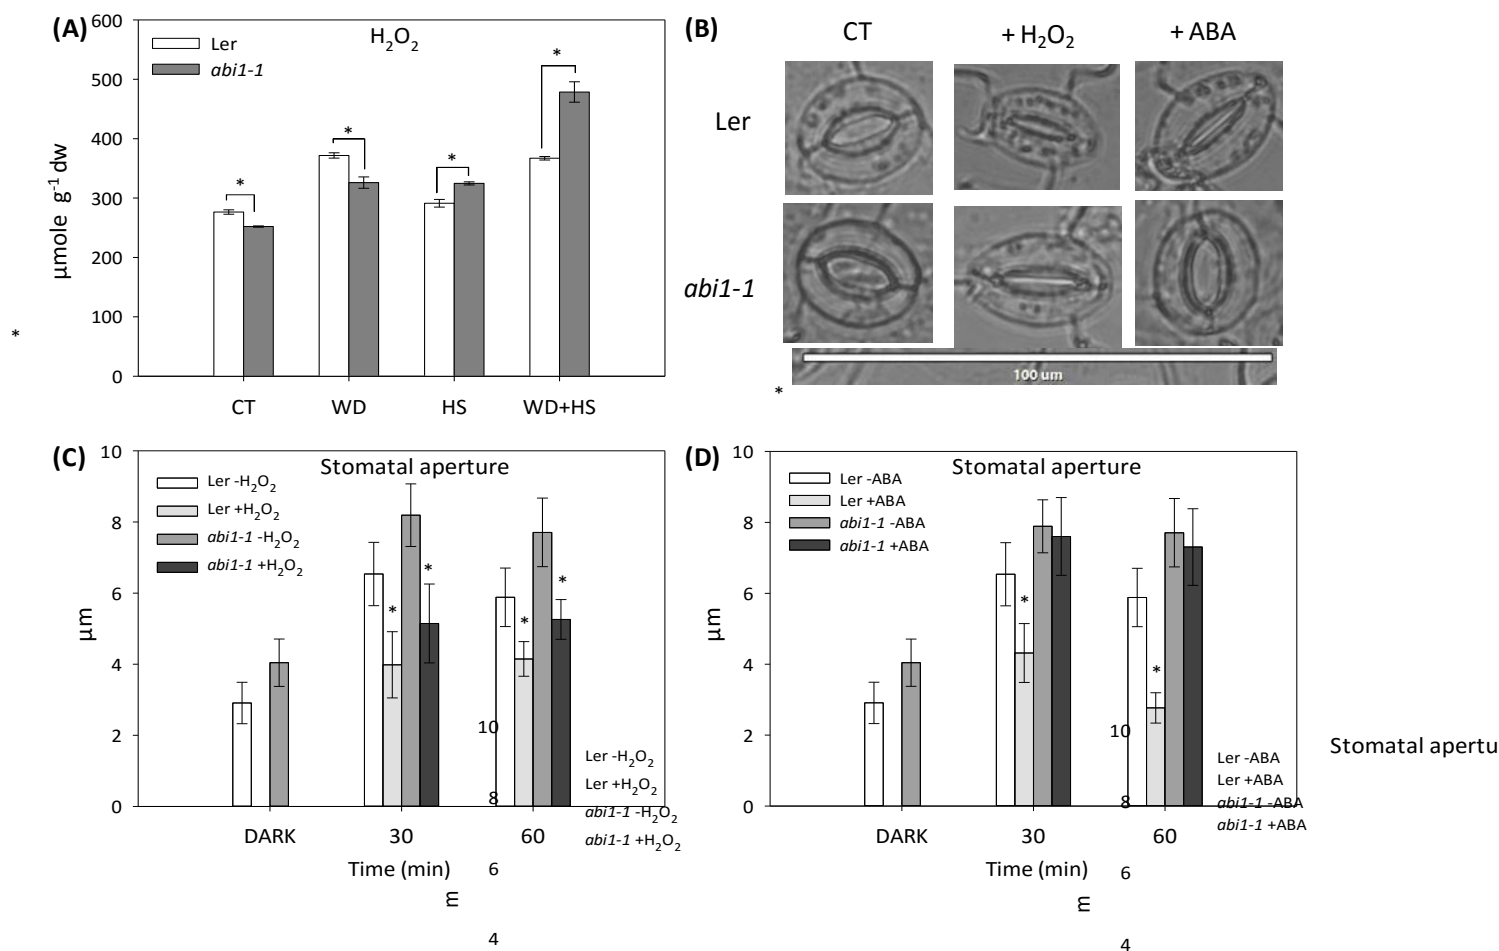 (A)
H₂O₂
Ler
abi1-1
600
500
400
300
200
100
0
µmole g⁻¹ dw
*
*
*
*
*
CT WD HS WD+HS
(B)
CT + H₂O₂ + ABA
Ler
abi1-1
100 um
*
(C)
Stomatal aperture
Ler -H₂O₂
Ler +H₂O₂
abi1-1 -H₂O₂
abi1-1 +H₂O₂
10
8
6
4
2
0
µm
*
*
*
*
DARK 30 60
Time (min)
10
8
6
4
m
Ler -H₂O₂
Ler +H₂O₂
abi1-1 -H₂O₂
abi1-1 +H₂O₂
(D)
Stomatal aperture
Ler -ABA
Ler +ABA
abi1-1 -ABA
abi1-1 +ABA
10
8
6
4
2
0
µm
*
*
DARK 30 60
Time (min)
10
8
6
4
m
Ler -ABA
Ler +ABA
abi1-1 -ABA
abi1-1 +ABA
Stomatal apertu